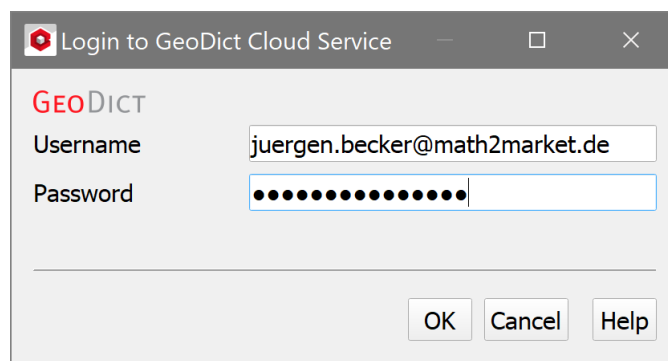 Login to GeoDict Cloud Service
GEODICT
Username juergen.becker@math2market.de
Password ●●●●●●●●●●●●●●●
OK Cancel Help